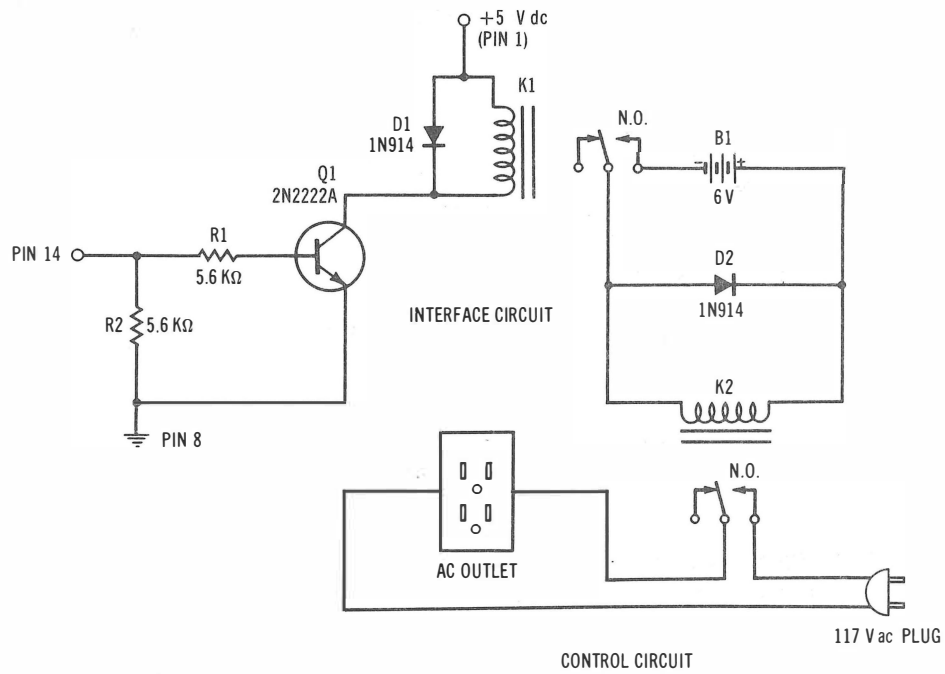 +5 V dc
(PIN 1)
K1
D1
1N914
N.O.
B1
- +
6V
Q1
2N2222A
PIN 14
R1
5.6 KΩ
D2
1N914
R2 5.6 KΩ
INTERFACE CIRCUIT
K2
PIN 8
N.O.
AC OUTLET
117 V ac PLUG
CONTROL CIRCUIT